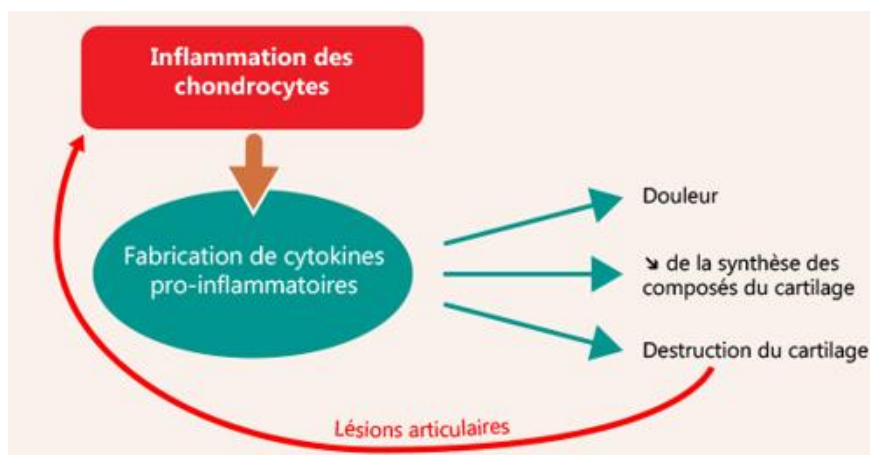 Inflammation des
chondrocytes
Fabrication de cytokines
pro-inflammatoires
Douleur
↘ de la synthèse des
composés du cartilage
Destruction du cartilage
Lésions articulaires